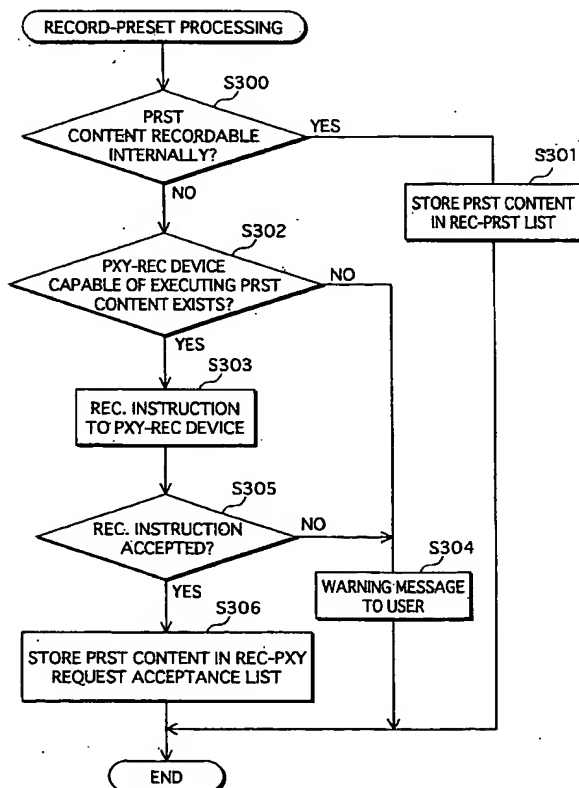 RECORD-PRESET PROCESSING
S300
PRST
CONTENT RECORDABLE
INTERNALLY?
YES
NO
S301
STORE PRST CONTENT
IN REC-PRST LIST
S302
PXY-REC DEVICE
CAPABLE OF EXECUTING PRST
CONTENT EXISTS?
NO
YES
S303
REC. INSTRUCTION
TO PXY-REC DEVICE
S305
REC. INSTRUCTION
ACCEPTED?
NO
YES
S304
WARNING MESSAGE
TO USER
S306
STORE PRST CONTENT IN REC-PXY
REQUEST ACCEPTANCE LIST
END